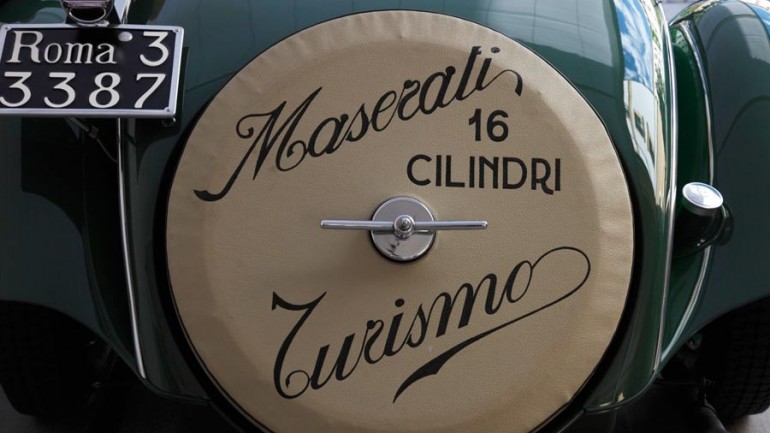 Roma 3
3387
Maserati
16
CILINDRI
Turismo